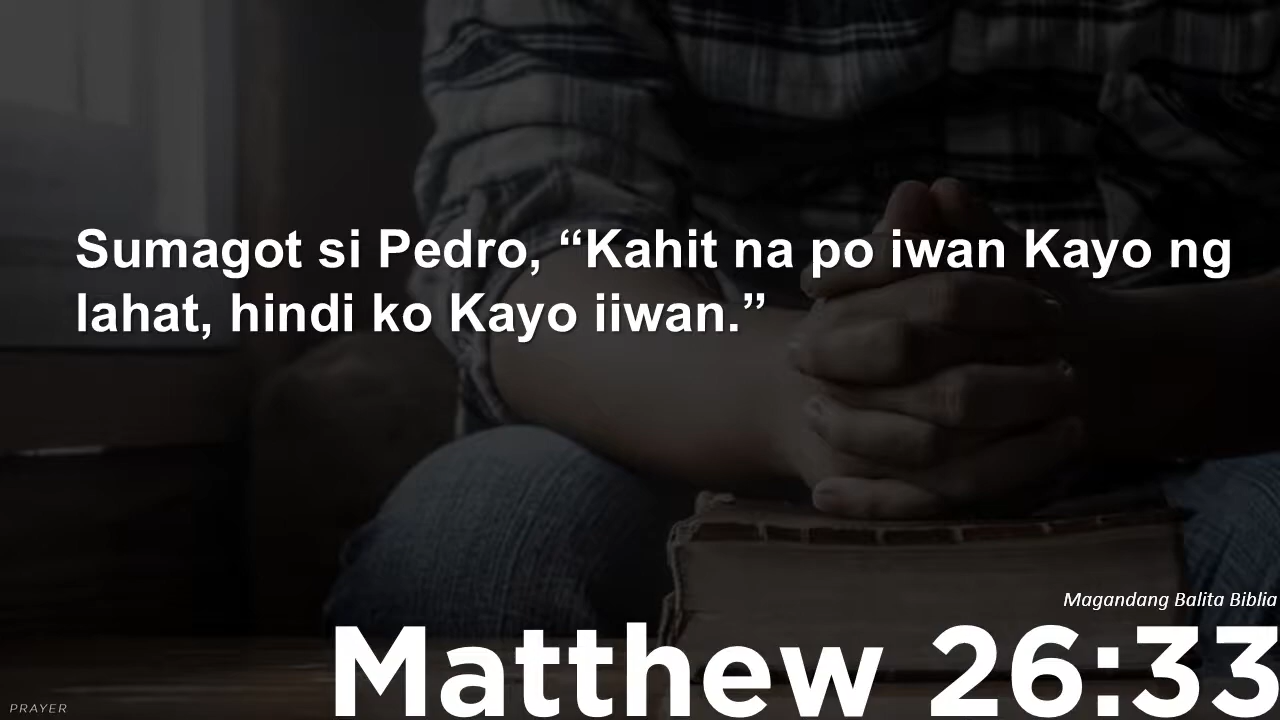 Sumagot si Pedro, “Kahit na po iwan Kayo ng
lahat, hindi ko Kayo iiwan.”
Magandang Balita Biblia
Matthew 26:33
PRAYER